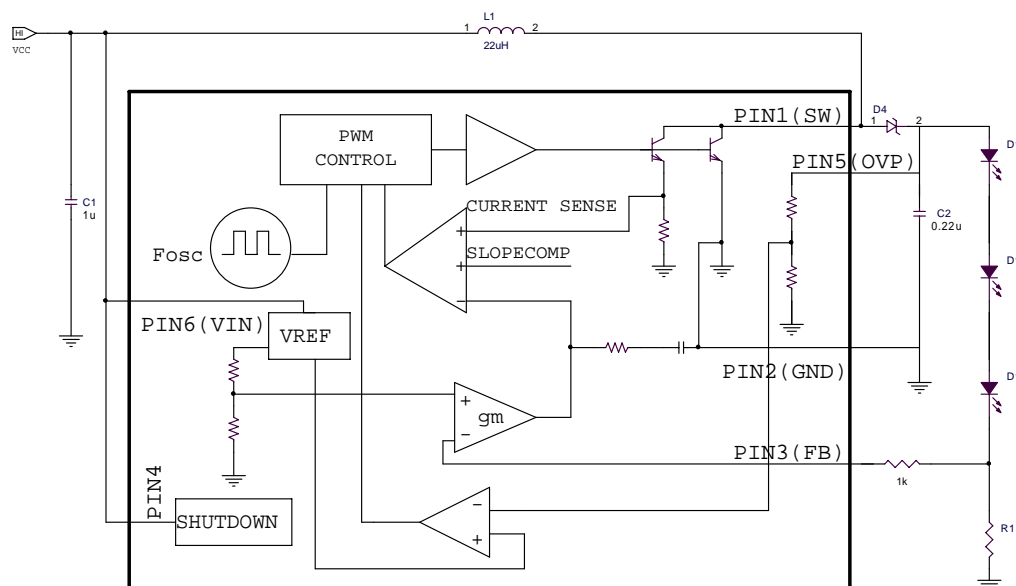 L1
1
2
22uH
HI
VCC
PIN1(SW)
D4
1
2
PWM
CONTROL
D
PIN5(OVP)
C1
1u
CURRENT SENSE
C2
0.22u
Fosc
+
+
SLOPECOMP
-
D
PIN6(VIN)
VREF
PIN2(GND)
D
+
gm
-
PIN3(FB)
1k
PIN4
SHUTDOWN
-
+
R1